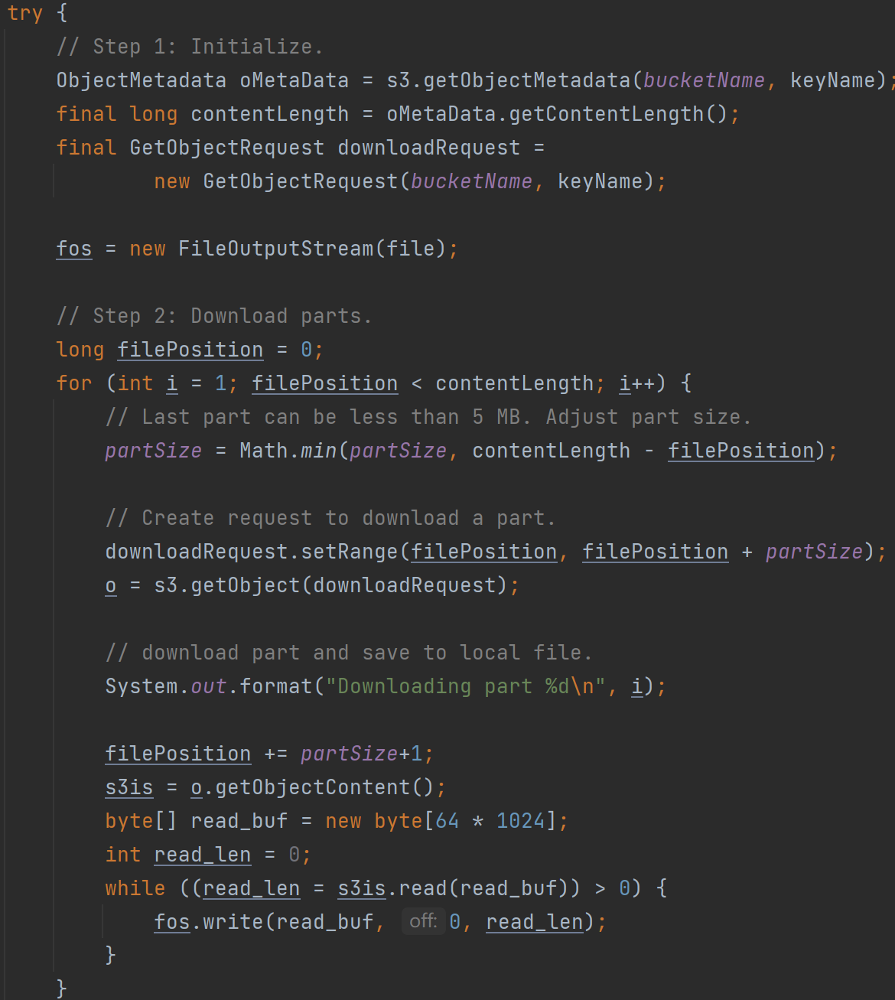 try {
    // Step 1: Initialize.
    ObjectMetadata oMetaData = s3.getObjectMetadata(bucketName, keyName);
    final long contentLength = oMetaData.getContentLength();
    final GetObjectRequest downloadRequest =
            new GetObjectRequest(bucketName, keyName);

    fos = new FileOutputStream(file);

    // Step 2: Download parts.
    long filePosition = 0;
    for (int i = 1; filePosition < contentLength; i++) {
        // Last part can be less than 5 MB. Adjust part size.
        partSize = Math.min(partSize, contentLength - filePosition);

        // Create request to download a part.
        downloadRequest.setRange(filePosition, filePosition + partSize);
        o = s3.getObject(downloadRequest);

        // download part and save to local file.
        System.out.format("Downloading part %d\n", i);

        filePosition += partSize+1;
        s3is = o.getObjectContent();
        byte[] read_buf = new byte[64 * 1024];
        int read_len = 0;
        while ((read_len = s3is.read(read_buf)) > 0) {
            fos.write(read_buf, off: 0, read_len);
        }
    }